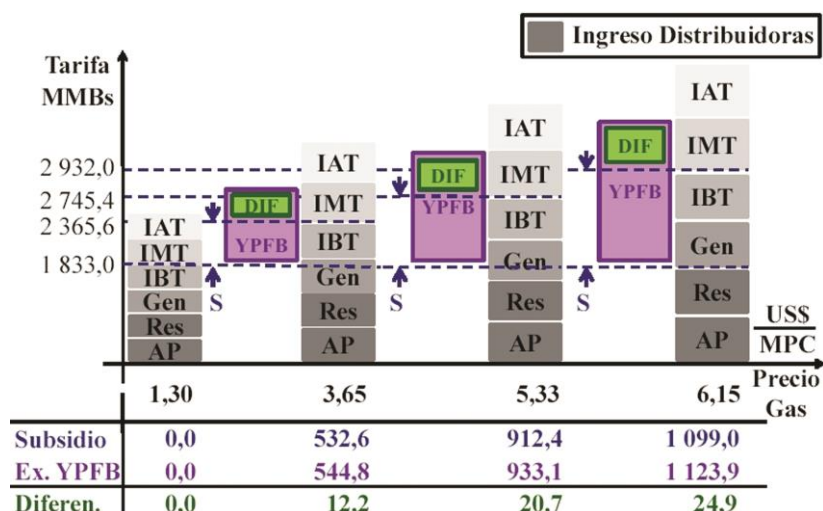 Ingreso Distribuidoras
Tarifa
MMBs
2 932,0
2 745,4
2 365,6
1 833,0
IAT
IMT
IBT
Gen
Res
AP
S
DIF
YPFB
IAT
IMT
IBT
Gen
Res
AP
S
DIF
YPFB
IAT
IMT
IBT
Gen
Res
AP
S
DIF
YPFB
IAT
IMT
IBT
Gen
Res
AP
US$
MPC
Precio
Gas
1,30 3,65 5,33 6,15
Subsidio 0,0 532,6 912,4 1 099,0
Ex. YPFB 0,0 544,8 933,1 1 123,9
Diferen. 0,0 12,2 20,7 24,9